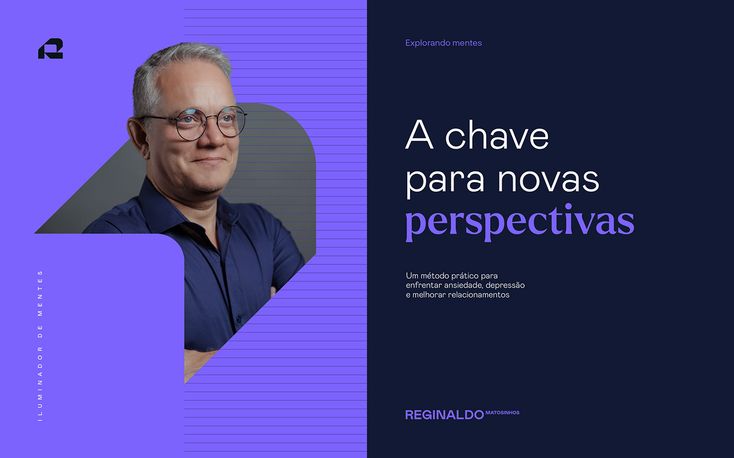 ILUMINADOR DE MENTES
Explorando mentes
A chave
para novas
perspectivas
Um método prático para
enfrentar ansiedade, depressão
e melhorar relacionamentos
REGINALDO MATOSINHOS